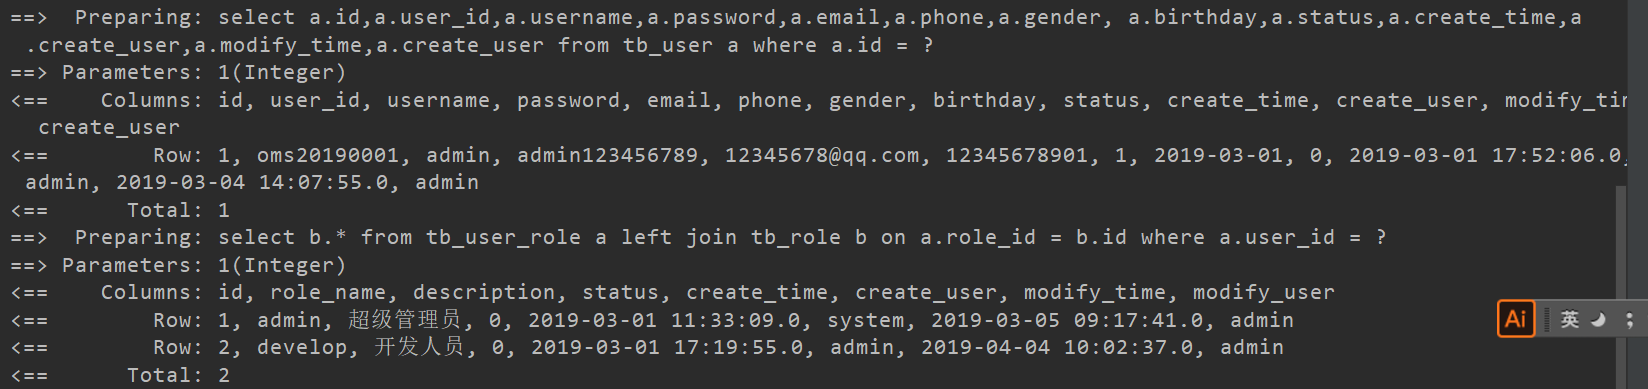 ==>  Preparing: select a.id,a.user_id,a.username,a.password,a.email,a.phone,a.gender, a.birthday,a.status,a.create_time,a
.create_user,a.modify_time,a.create_user from tb_user a where a.id = ?
==> Parameters: 1(Integer)
<==    Columns: id, user_id, username, password, email, phone, gender, birthday, status, create_time, create_user,
create_user
<==        Row: 1, oms20190001, admin, admin123456789, 12345678@qq.com, 12345678901, 1, 2019-03-01, 0, 2019-03-01 17:52:06.0,
admin, 2019-03-04 14:07:55.0, admin
<==      Total: 1
==>  Preparing: select b.* from tb_user_role a left join tb_role b on a.role_id = b.id where a.user_id = ?
==> Parameters: 1(Integer)
<==    Columns: id, role_name, description, status, create_time, create_user, modify_time, modify_user
<==        Row: 1, admin, 超级管理员, 0, 2019-03-01 11:33:09.0, system, 2019-03-05 09:17:41.0, admin
<==        Row: 2, develop, 开发人员, 0, 2019-03-01 17:19:55.0, admin, 2019-04-04 10:02:37.0, admin
<==      Total: 2
Ai 英 ;